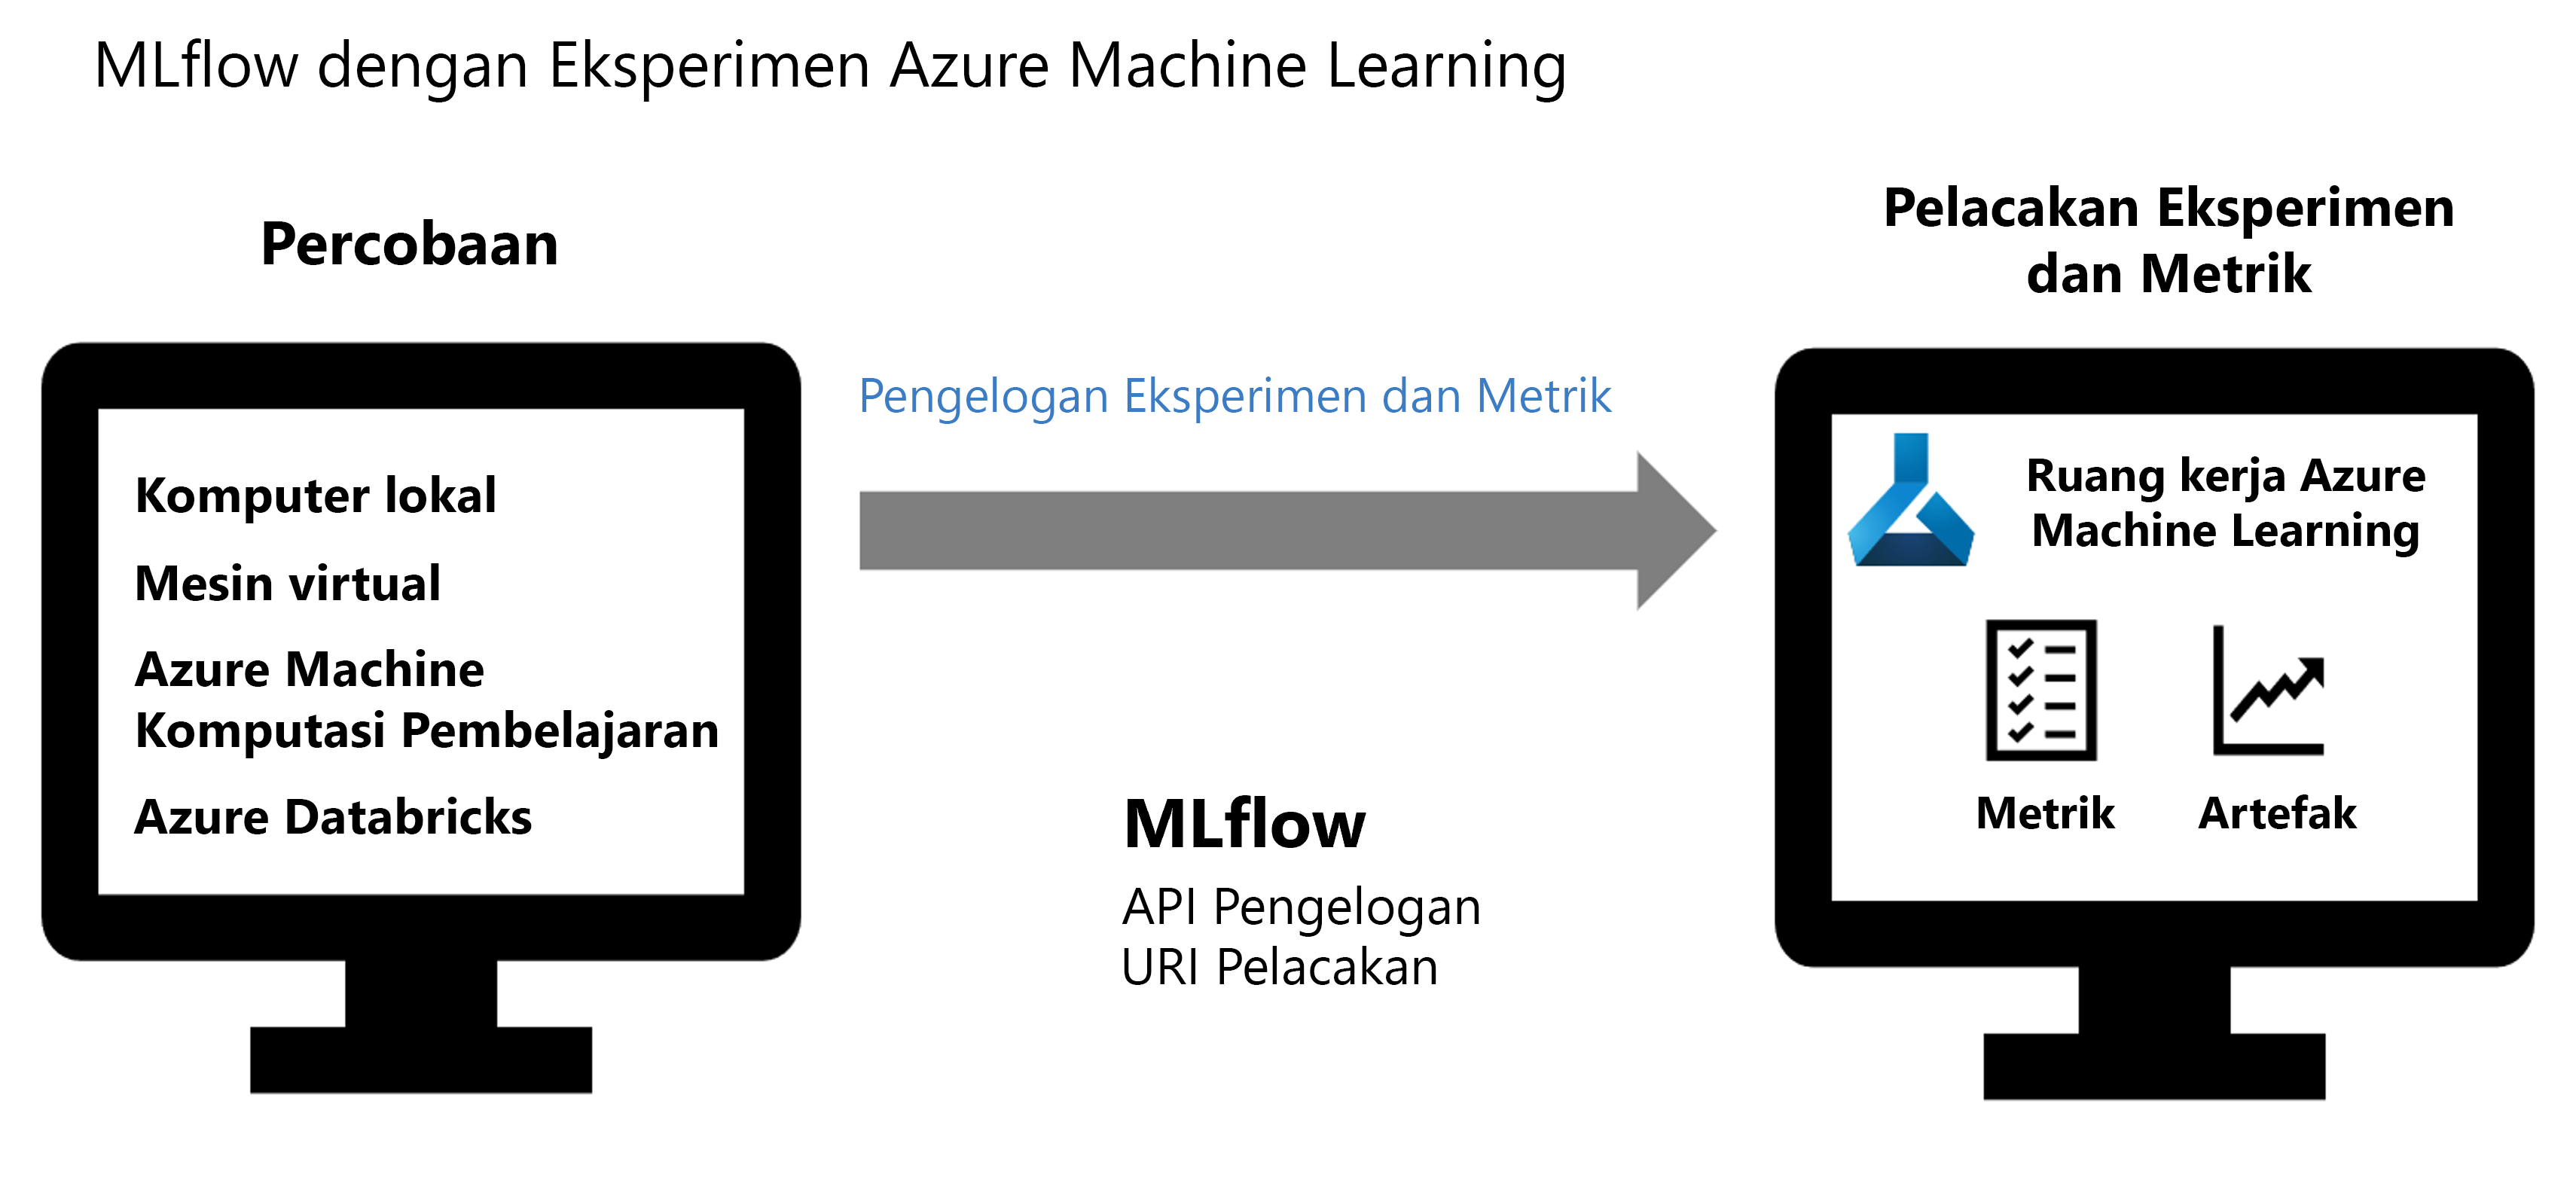 MLflow dengan Eksperimen Azure Machine Learning
Percobaan
Komputer lokal
Mesin virtual
Azure Machine
Komputasi Pembelajaran
Azure Databricks
Pengelogan Eksperimen dan Metrik
MLflow
API Pengelogan
URI Pelacakan
Pelacakan Eksperimen
dan Metrik
Ruang kerja Azure
Machine Learning
Metrik
Artefak